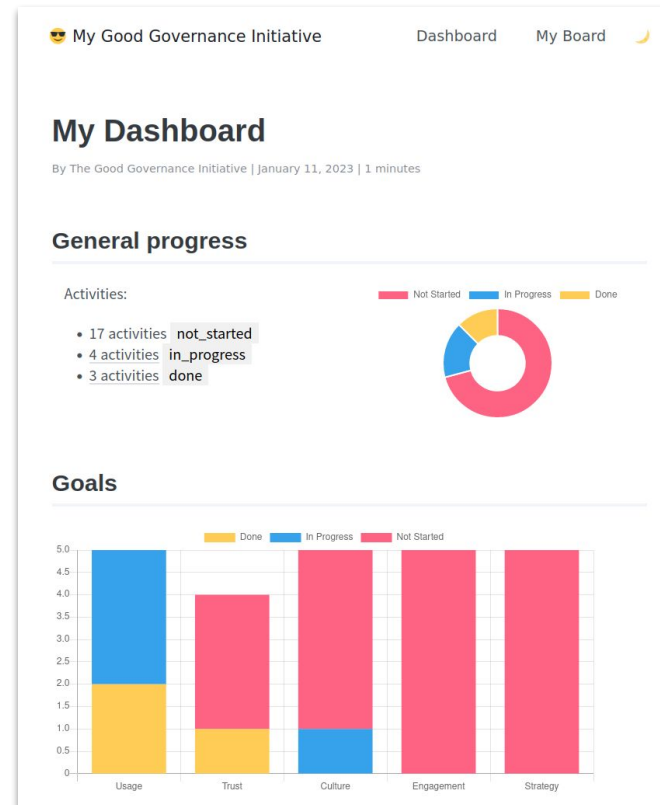 😎 My Good Governance Initiative Dashboard My Board 🌙
My Dashboard
By The Good Governance Initiative | January 11, 2023 | 1 minutes
General progress
Activities:
• 17 activities not_started
• 4 activities in_progress
• 3 activities done
Not Started In Progress Done
Goals
Done In Progress Not Started
5.0
4.5
4.0
3.5
3.0
2.5
2.0
1.5
1.0
0.5
0
Usage Trust Culture Engagement Strategy